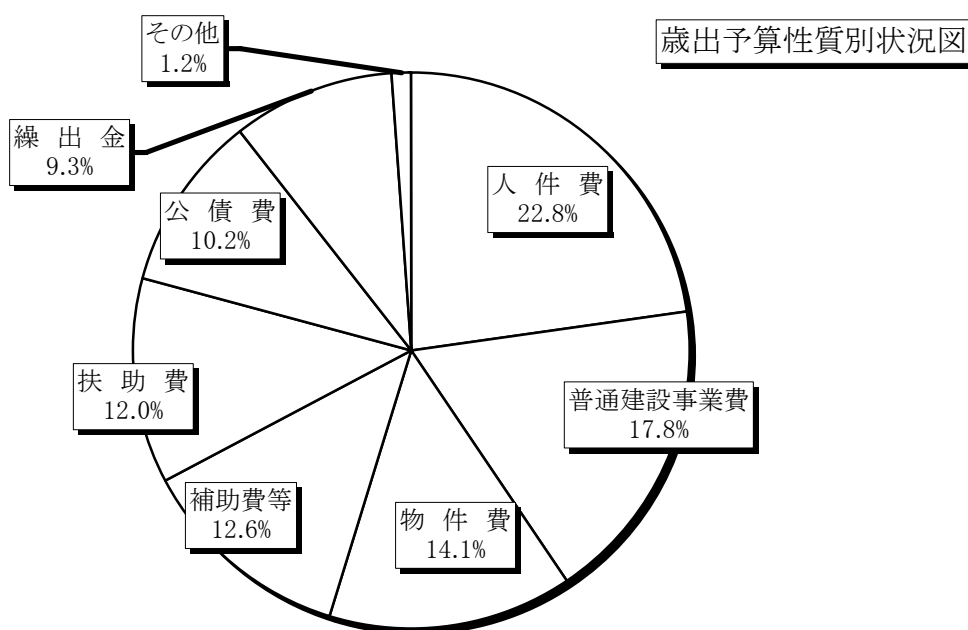 歳出予算性質別状況図
その他
1.2%
繰出金
9.3%
公債費
10.2%
人件費
22.8%
扶助費
12.0%
普通建設事業費
17.8%
補助費等
12.6%
物件費
14.1%